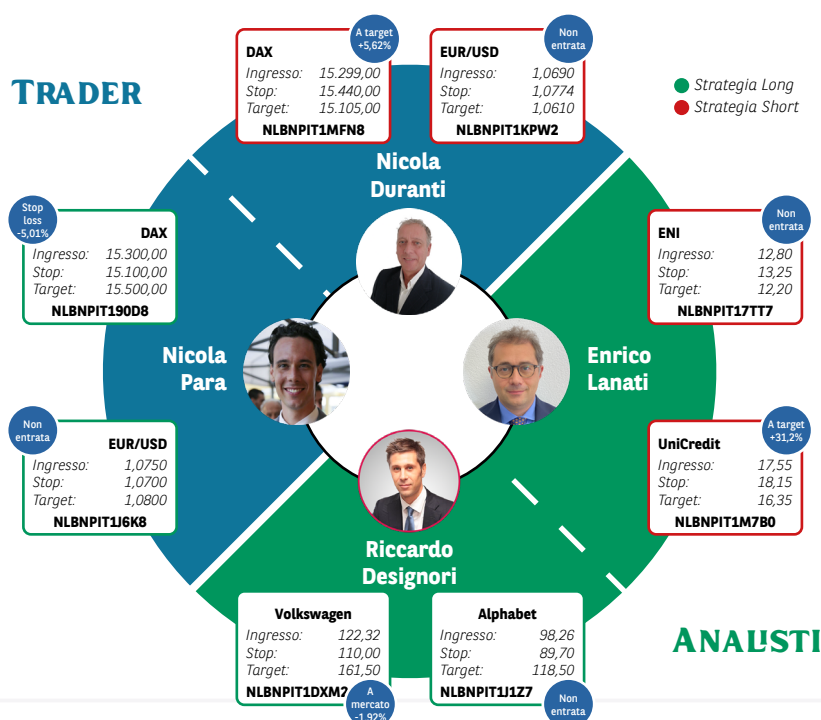 TRADER
A target
+5,62%
DAX
Ingresso: 15.299,00
Stop: 15.440,00
Target: 15.105,00
NLBNPIT1MFN8
Non
entrata
EUR/USD
Ingresso: 1,0690
Stop: 1,0774
Target: 1,0610
NLBNPIT1KPW2
Strategia Long
Strategia Short
Nicola
Duranti
Stop
loss
-5,01%
DAX
Ingresso: 15.300,00
Stop: 15.100,00
Target: 15.500,00
NLBNPIT190D8
Non
entrata
ENI
Ingresso: 12,80
Stop: 13,25
Target: 12,20
NLBNPIT17TT7
Nicola
Para
Enrico
Lanati
Non
entrata
EUR/USD
Ingresso: 1,0750
Stop: 1,0700
Target: 1,0800
NLBNPIT1J6K8
A target
+31,2%
UniCredit
Ingresso: 17,55
Stop: 18,15
Target: 16,35
NLBNPIT1M7B0
Riccardo
Designori
Volkswagen
Ingresso: 122,32
Stop: 110,00
Target: 161,50
NLBNPIT1DXM2
A
mercato
-1,92%
Alphabet
Ingresso: 98,26
Stop: 89,70
Target: 118,50
NLBNPIT1J1Z7
Non
entrata
ANALISTI